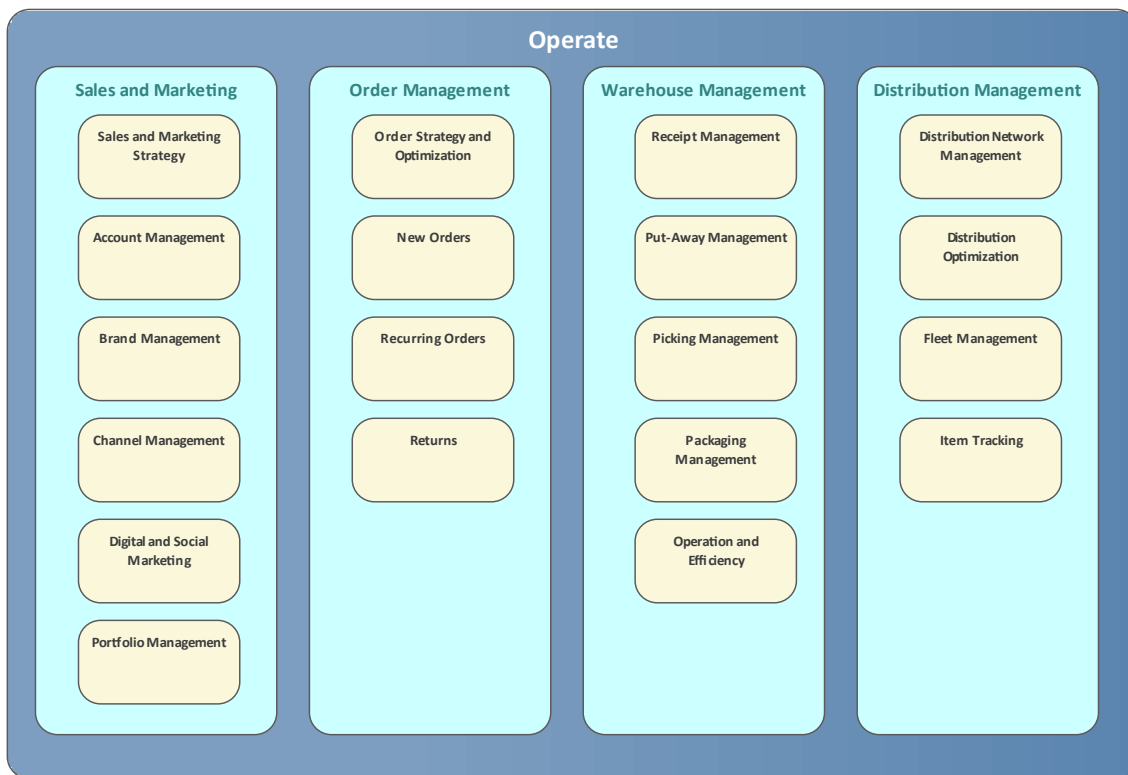 Operate
Sales and Marketing
Sales and Marketing
Strategy
Account Management
Brand Management
Channel Management
Digital and Social
Marketing
Portfolio Management
Order Management
Order Strategy and
Optimization
New Orders
Recurring Orders
Returns
Warehouse Management
Receipt Management
Put-Away Management
Picking Management
Packaging
Management
Operation and
Efficiency
Distribution Management
Distribution Network
Management
Distribution
Optimization
Fleet Management
Item Tracking